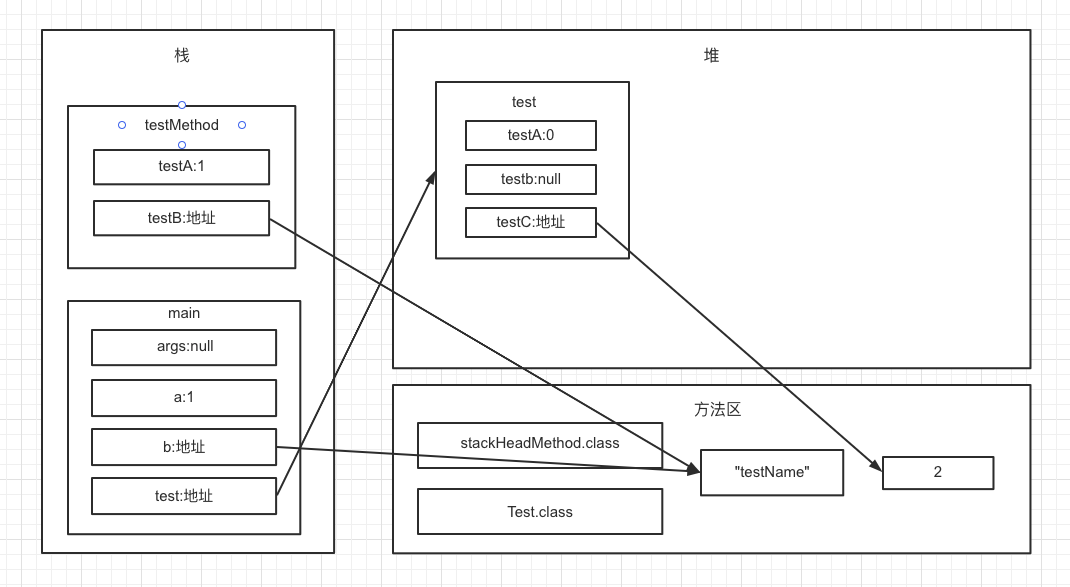 栈
testMethod
testA:1
testB:地址
main
args:null
a:1
b:地址
test:地址
堆
test
testA:0
testb:null
testC:地址
方法区
stackHeadMethod.class
"testName"
2
Test.class